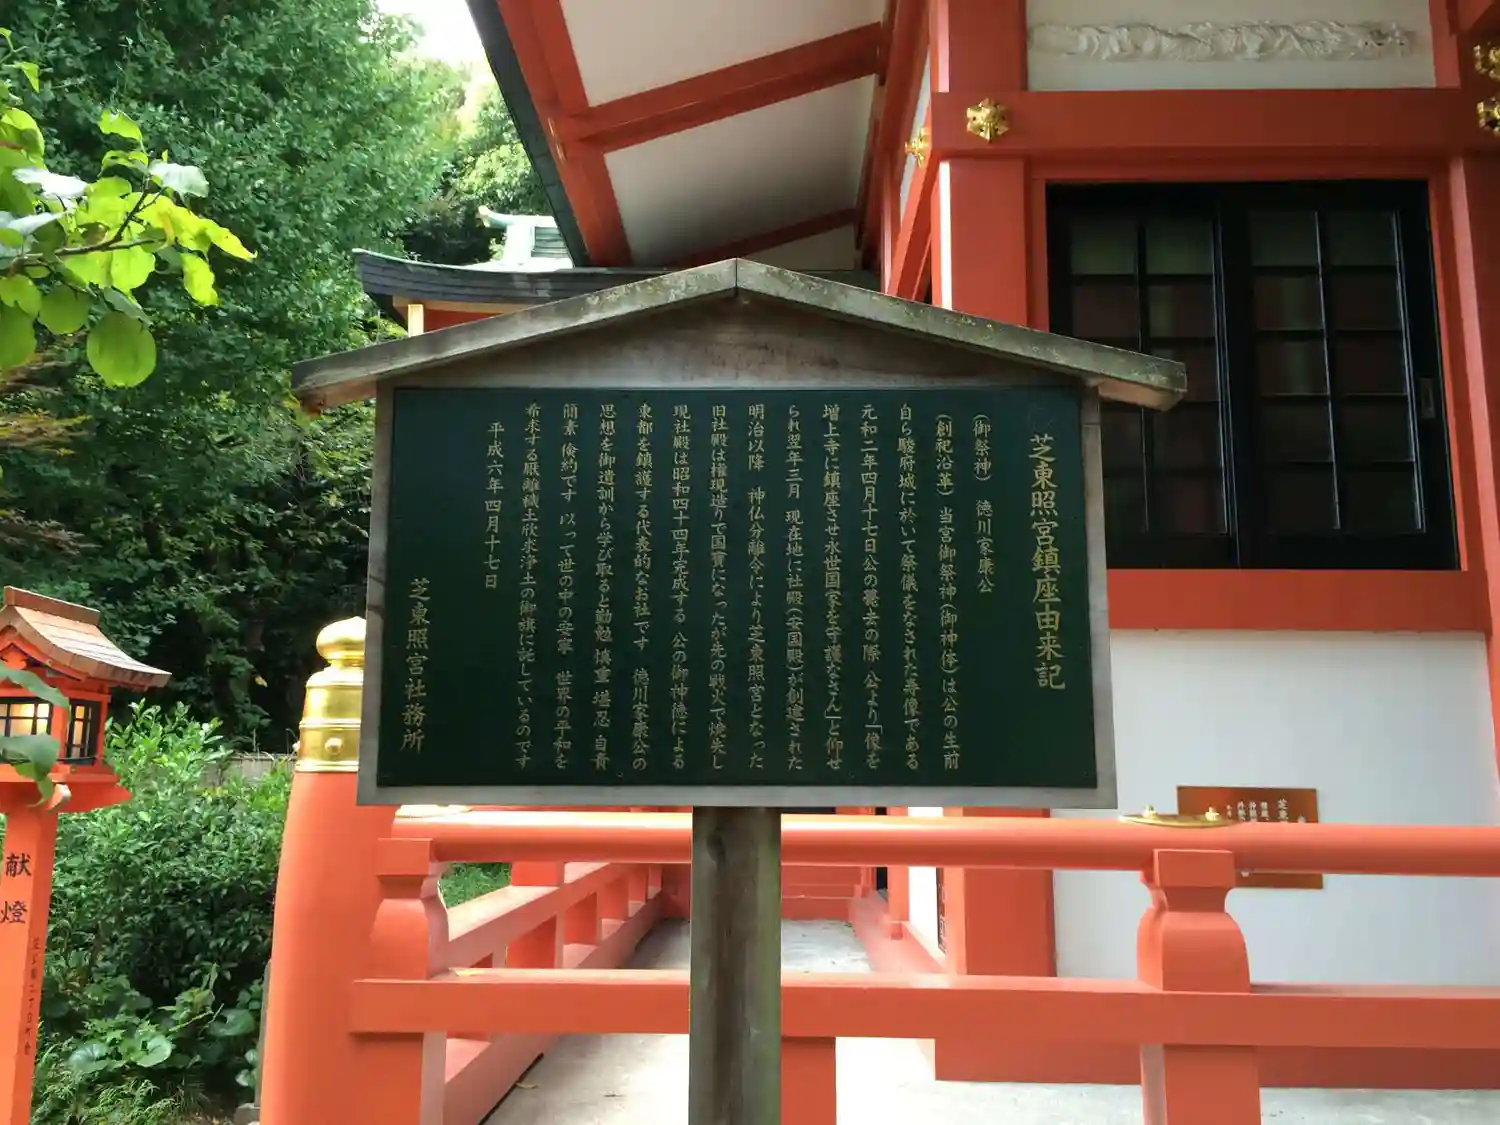 芝東照宮鎮座由来記
(御祭神) 徳川家康公
(創祀沿革) 当宮御祭神(御神像)は公の生前
自ら駿府城に於いて祭儀をなされた寿像である
元和二年四月十七日公の薨去の際 公より「像を
増上寺に鎮座させ永世国家を守護なさん」と仰せ
られ翌年三月 現在地に社殿(安国殿)が創建された
明治以降 神仏分離令により芝東照宮となった
旧社殿は権現造りで国寶になったが先の戦火で焼失し
現社殿は昭和四十四年完成する 公の御神徳による
東都を鎮護する代表的なお社です 徳川家康公の
思想を御遺訓から学び取ると勤勉 慎重 堪忍 自責
簡素 倹約です 以って世の中の安寧 世界の平和を
希求する厭離穢土欣求浄土の御旗に託しているのです
平成六年四月十七日
芝東照宮社務所
献燈
芝東